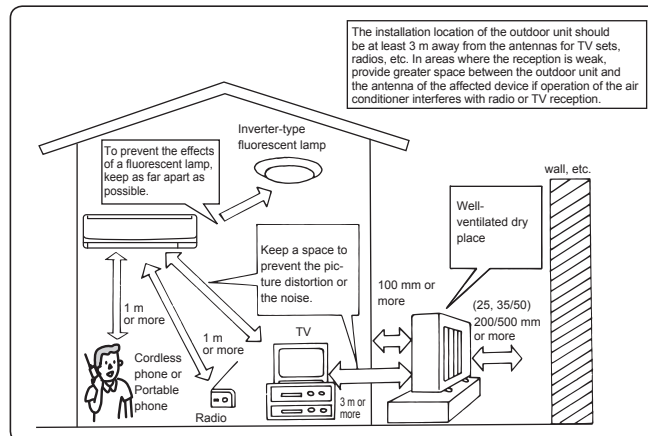 The installation location of the outdoor unit should
be at least 3 m away from the antennas for TV sets,
radios, etc. In areas where the reception is weak,
provide greater space between the outdoor unit and
the antenna of the affected device if operation of the air
conditioner interferes with radio or TV reception.
Inverter-type
fluorescent lamp
To prevent the effects
of a fluorescent lamp,
keep as far apart as
possible.
wall, etc.
Well-
ventilated dry
place
Keep a space to
prevent the pic-
ture distortion or
the noise.
100 mm or
more
(25, 35/50)
200/500 mm
or more
1 m
or more
1 m
or more
TV
Cordless
phone or
Portable
phone
Radio
3 m or
more